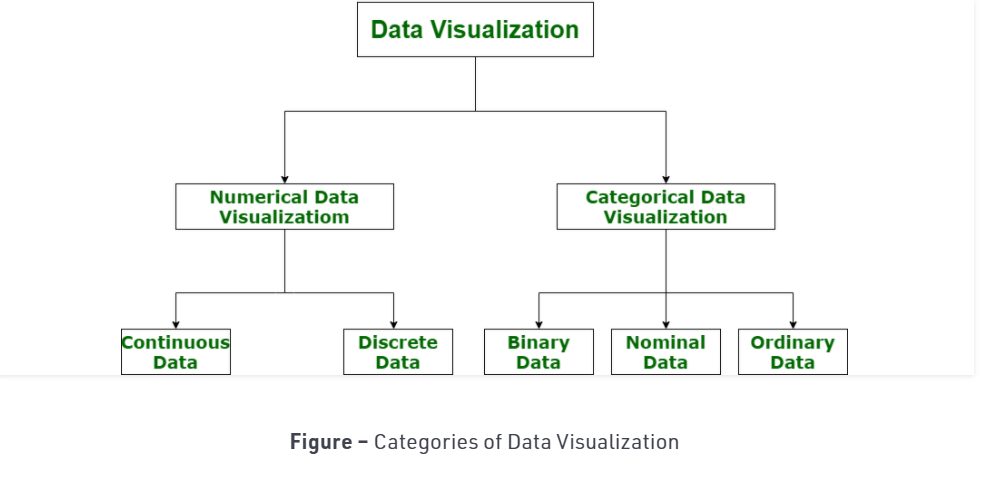 Data Visualization
Numerical Data
Visualizatiom
Categorical Data
Visualization
Continuous
Data
Discrete
Data
Binary
Data
Nominal
Data
Ordinary
Data
Figure – Categories of Data Visualization